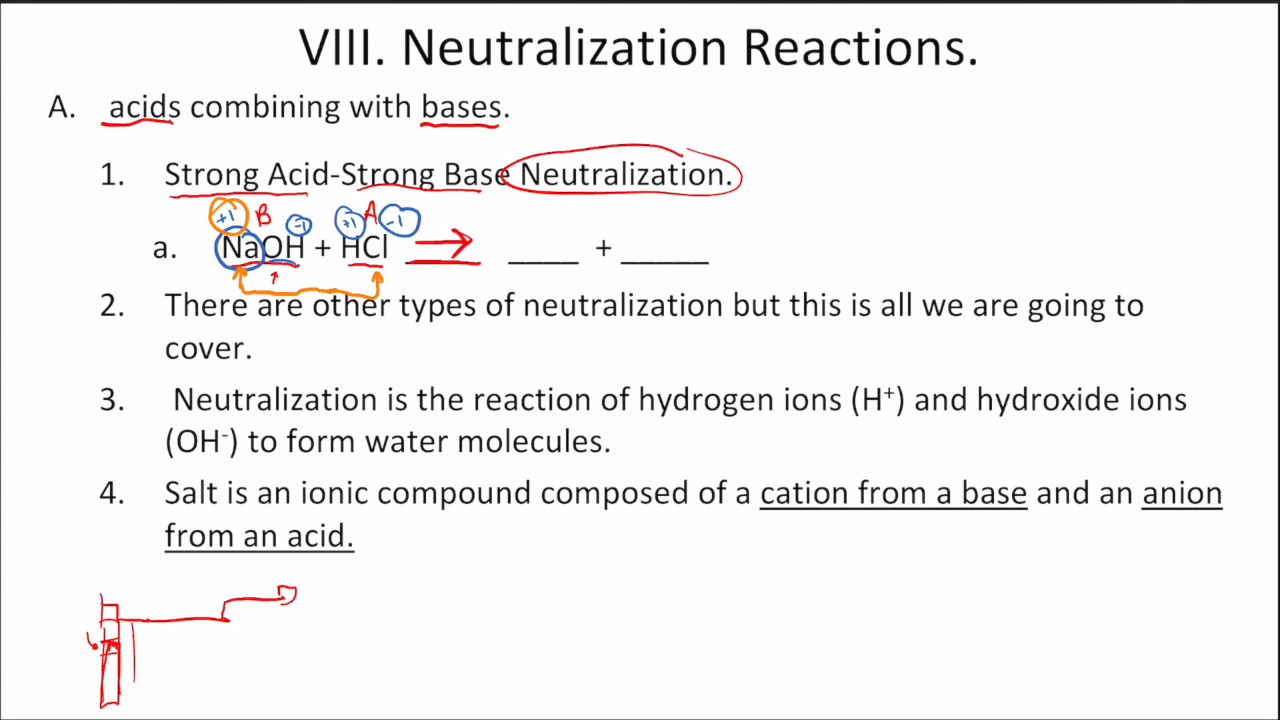 VIII. Neutralization Reactions.
A. acids combining with bases.
1. Strong Acid-Strong Base Neutralization.
+1 B -1 +1 A -1
a. NaOH + HCl → ____ + _____
2. There are other types of neutralization but this is all we are going to
cover.
3. Neutralization is the reaction of hydrogen ions (H⁺) and hydroxide ions
(OH⁻) to form water molecules.
4. Salt is an ionic compound composed of a cation from a base and an anion
from an acid.